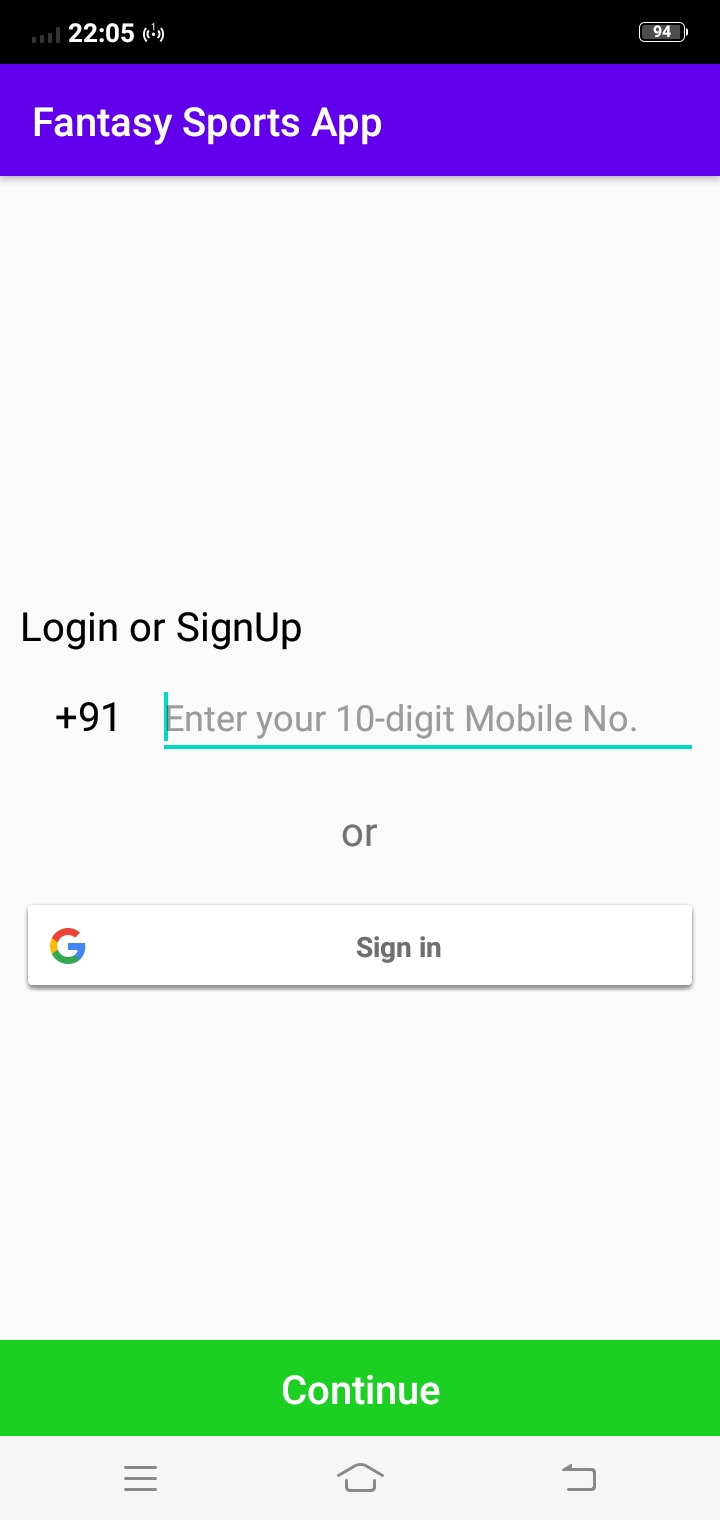 22:05
94
Fantasy Sports App
Login or SignUp
+91 Enter your 10-digit Mobile No.
or
G Sign in
Continue